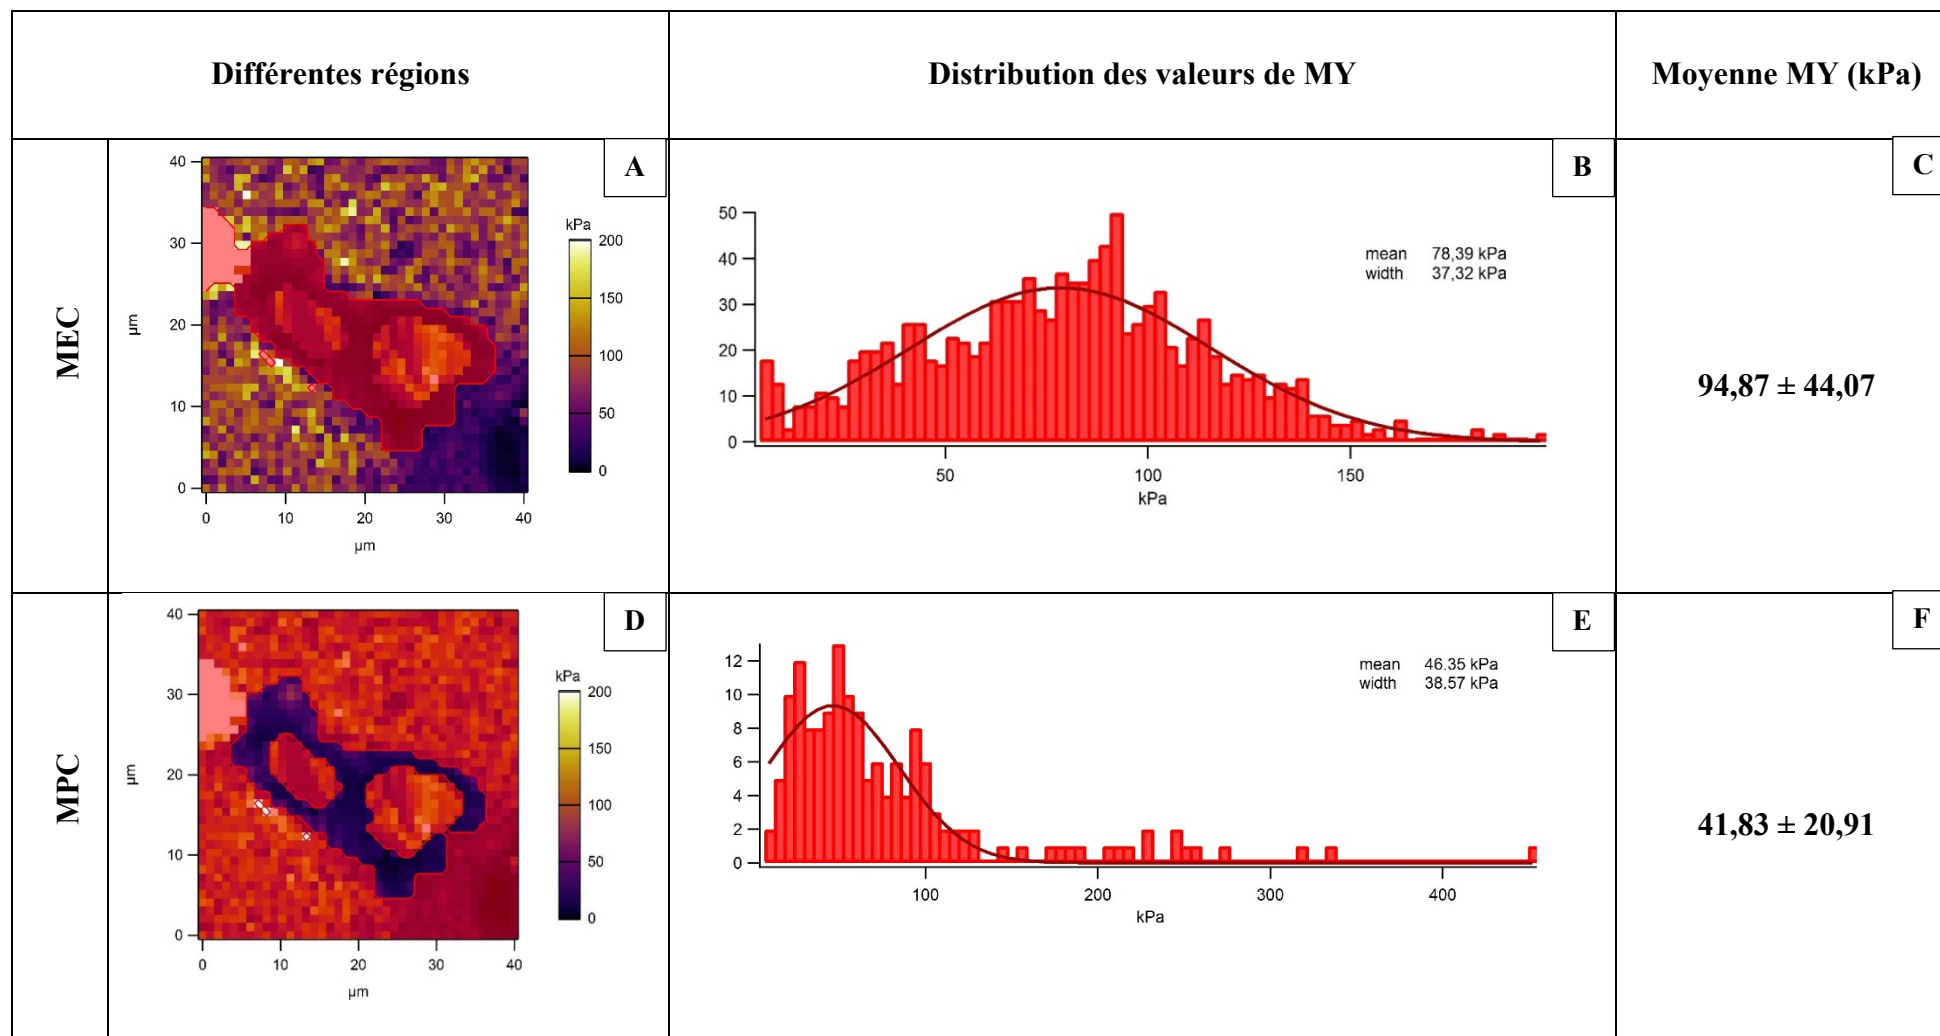 Différentes régions
Distribution des valeurs de MY
Moyenne MY (kPa)
MEC
A
40
30
20
10
0
µm
0 10 20 30 40
µm
kPa
200
150
100
50
0
B
50
40
30
20
10
0
mean 78,39 kPa
width 37,32 kPa
50 100 150
kPa
C
94,87 ± 44,07
MPC
D
40
30
20
10
0
µm
0 10 20 30 40
µm
kPa
200
150
100
50
0
E
12
10
8
6
4
2
0
mean 46.35 kPa
width 38.57 kPa
100 200 300 400
kPa
F
41,83 ± 20,91